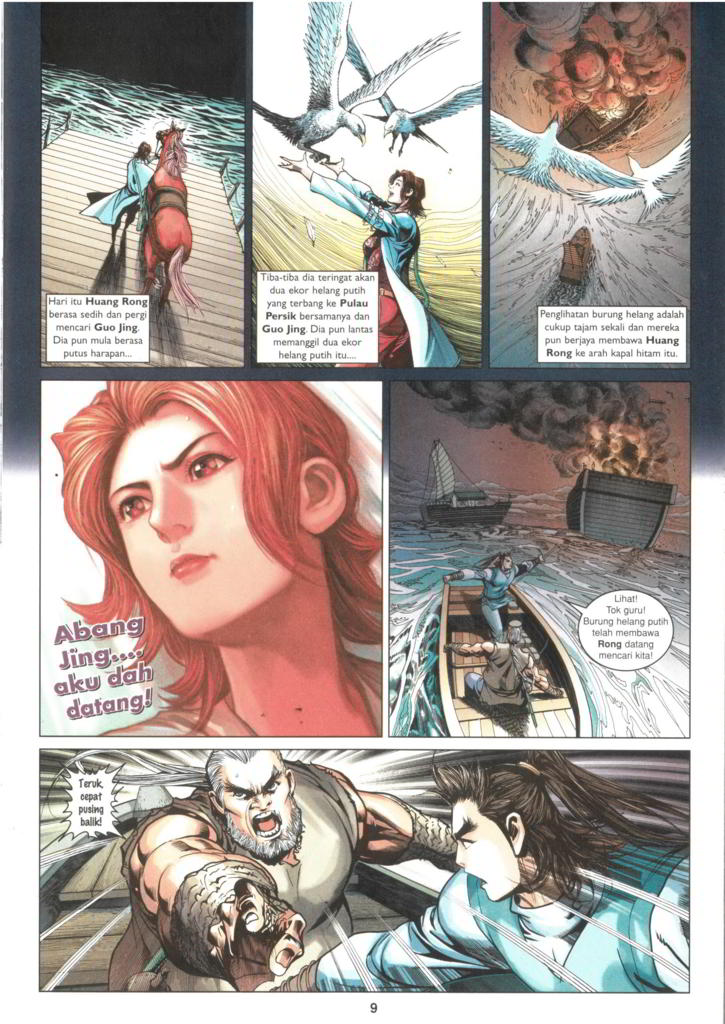 Hari itu Huang Rong
berasa sedih dan pergi
mencari Guo Jing.
Dia pun mula berasa
putus harapan...
Tiba-tiba dia teringat akan
dua ekor helang putih
yang terbang ke Pulau
Persik bersamanya dan
Guo Jing. Dia pun lantas
memanggil dua ekor
helang putih itu....
Penglihatan burung helang adalah
cukup tajam sekali dan mereka
pun berjaya membawa Huang
Rong ke arah kapal hitam itu.
Abang
Jing....
aku dah
datang!
Lihat!
Tok guru!
Burung helang putih
telah membawa
Rong datang
mencari kita!
Teruk,
cepat
pusing
balik!
9